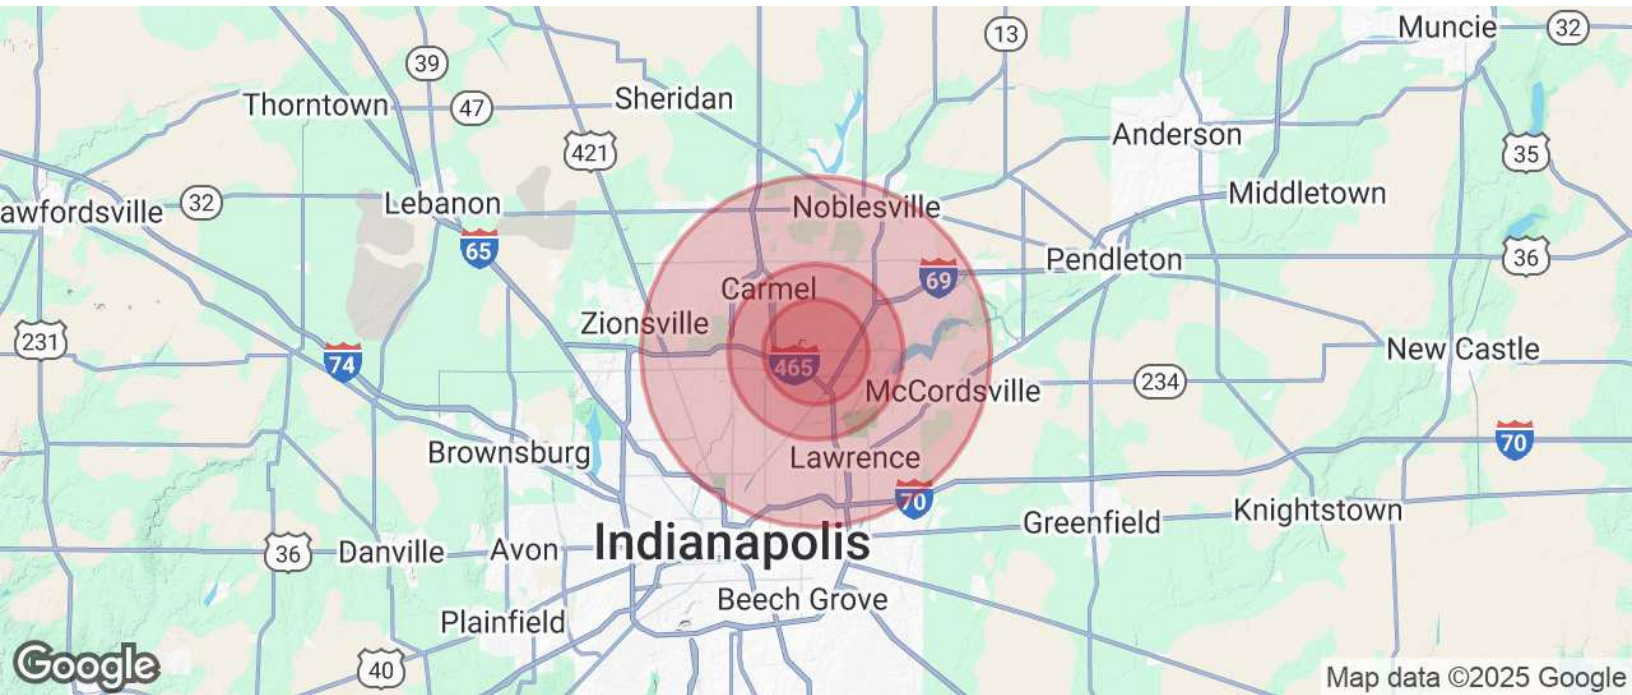 Muncie
32
13
39
Thorntown
47
Sheridan
421
Anderson
35
awfordsville
32
Lebanon
Noblesville
Middletown
65
Pendleton
36
69
Carmel
Zionsville
231
74
465
New Castle
McCordsville
234
Brownsburg
Lawrence
70
70
Knightstown
Greenfield
36
Danville
Avon
Indianapolis
Beech Grove
Plainfield
40
Google
Map data ©2025 Google